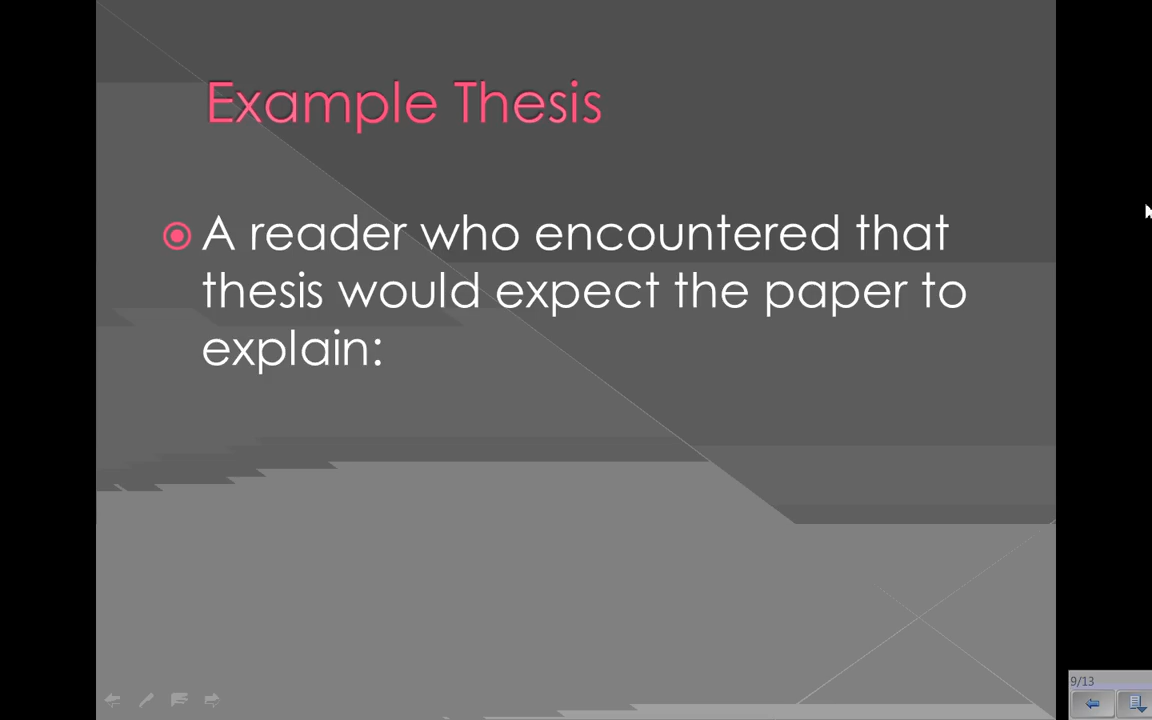 Example Thesis
A reader who encountered that
thesis would expect the paper to
explain:
9/13